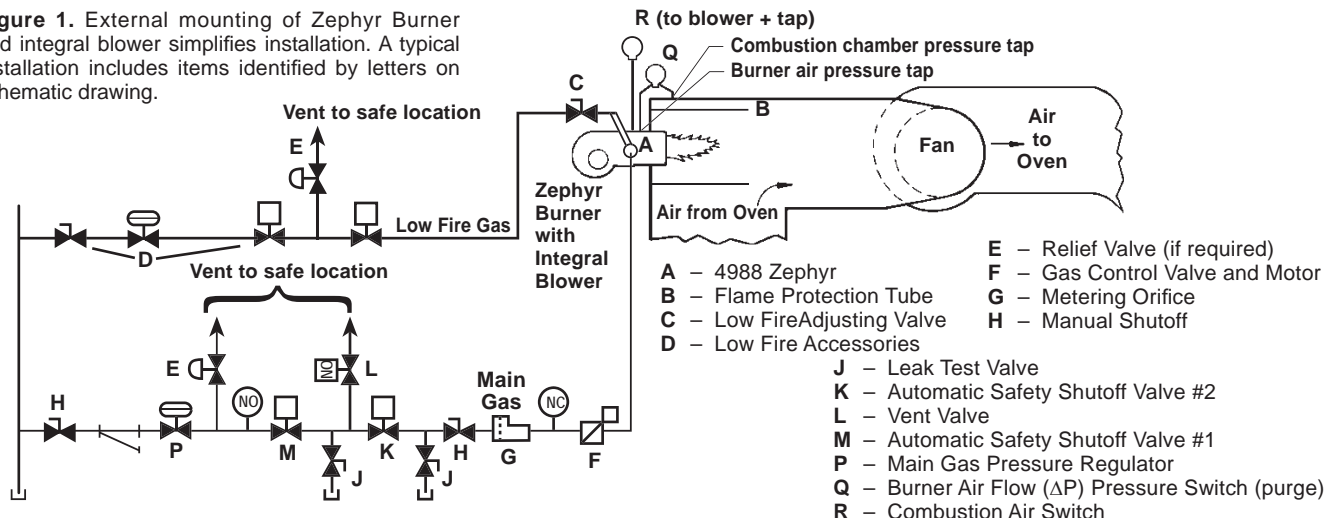 gure 1. External mounting of Zephyr Burner
d integral blower simplifies installation. A typical
stallation includes items identified by letters on
hematic drawing.
R (to blower + tap)
Q
Combustion chamber pressure tap
Burner air pressure tap
C
Vent to safe location
B
E
A
Fan
Air
to
Oven
Zephyr
Burner
with
Integral
Blower
Air from Oven
Low Fire Gas
D
Vent to safe location
E
NO
L
H
P
NO
M
J
K
J
H
Main
Gas
G
NC
F
A – 4988 Zephyr
B – Flame Protection Tube
C – Low FireAdjusting Valve
D – Low Fire Accessories
E – Relief Valve (if required)
F – Gas Control Valve and Motor
G – Metering Orifice
H – Manual Shutoff
J – Leak Test Valve
K – Automatic Safety Shutoff Valve #2
L – Vent Valve
M – Automatic Safety Shutoff Valve #1
P – Main Gas Pressure Regulator
Q – Burner Air Flow (ΔP) Pressure Switch (purge)
R – Combustion Air Switch